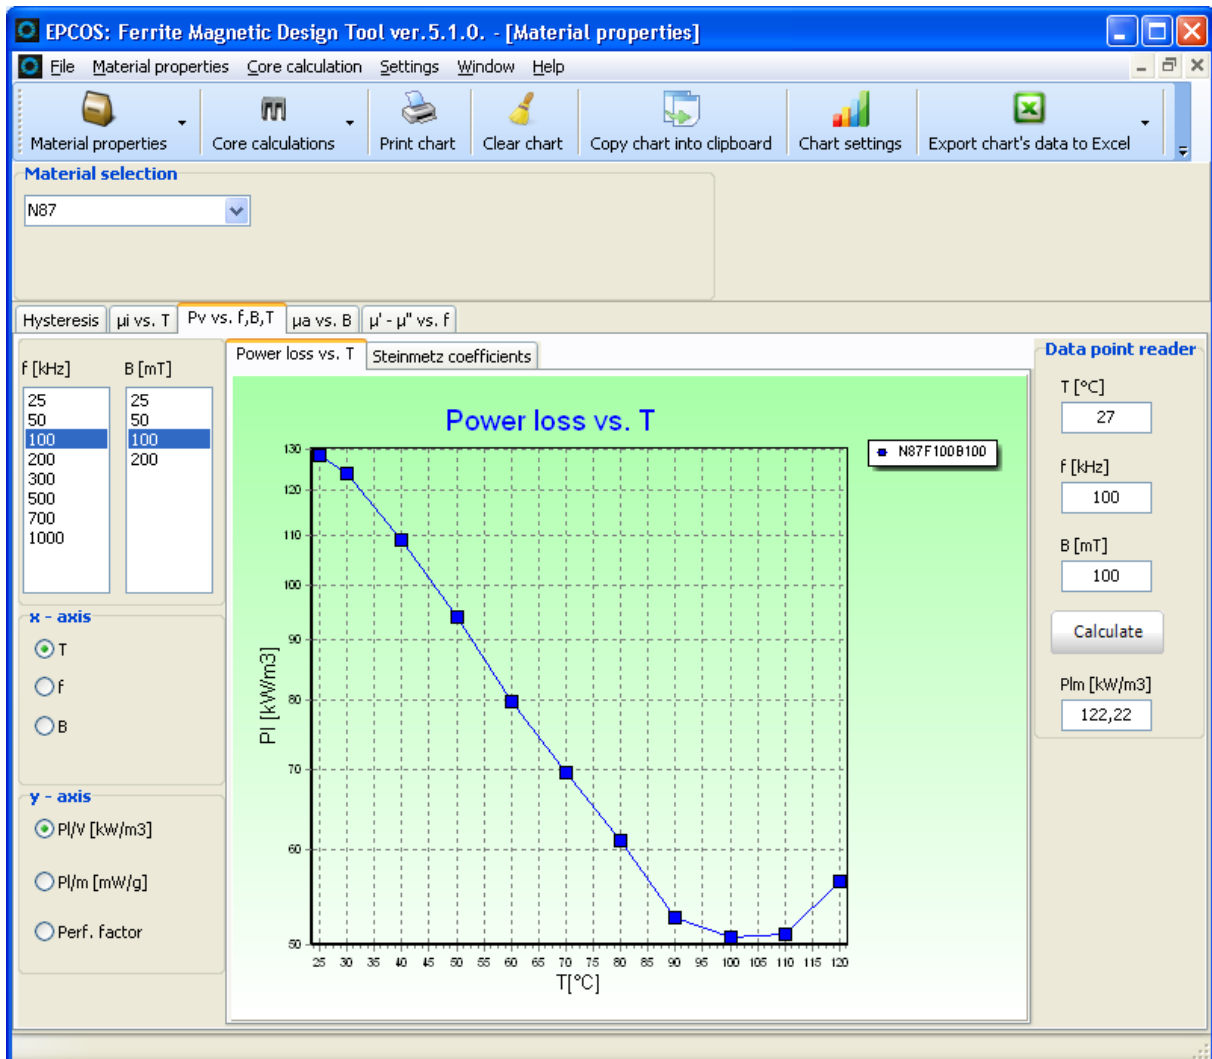 EPCOS: Ferrite Magnetic Design Tool ver.5.1.0. - [Material properties]
File Material properties Core calculation Settings Window Help
Material properties Core calculations Print chart Clear chart Copy chart into clipboard Chart settings Export chart's data to Excel
Material selection
N87
Hysteresis µi vs. T Pv vs. f,B,T µa vs. B µ' - µ" vs. f
f [kHz] B [mT]
25 25
50 50
100 100
200 200
300
500
700
1000
x - axis
T
f
B
y - axis
Pl/V [kW/m3]
Pl/m [mW/g]
Perf. factor
Power loss vs. T Steinmetz coefficients
Power loss vs. T
N87F100B100
130
120
110
100
90
80
70
60
50
Pl [kW/m3]
25 30 35 40 45 50 55 60 65 70 75 80 85 90 95 100 105 110 115 120
T[°C]
Data point reader
T [°C]
27
f [kHz]
100
B [mT]
100
Calculate
Plm [kW/m3]
122,22